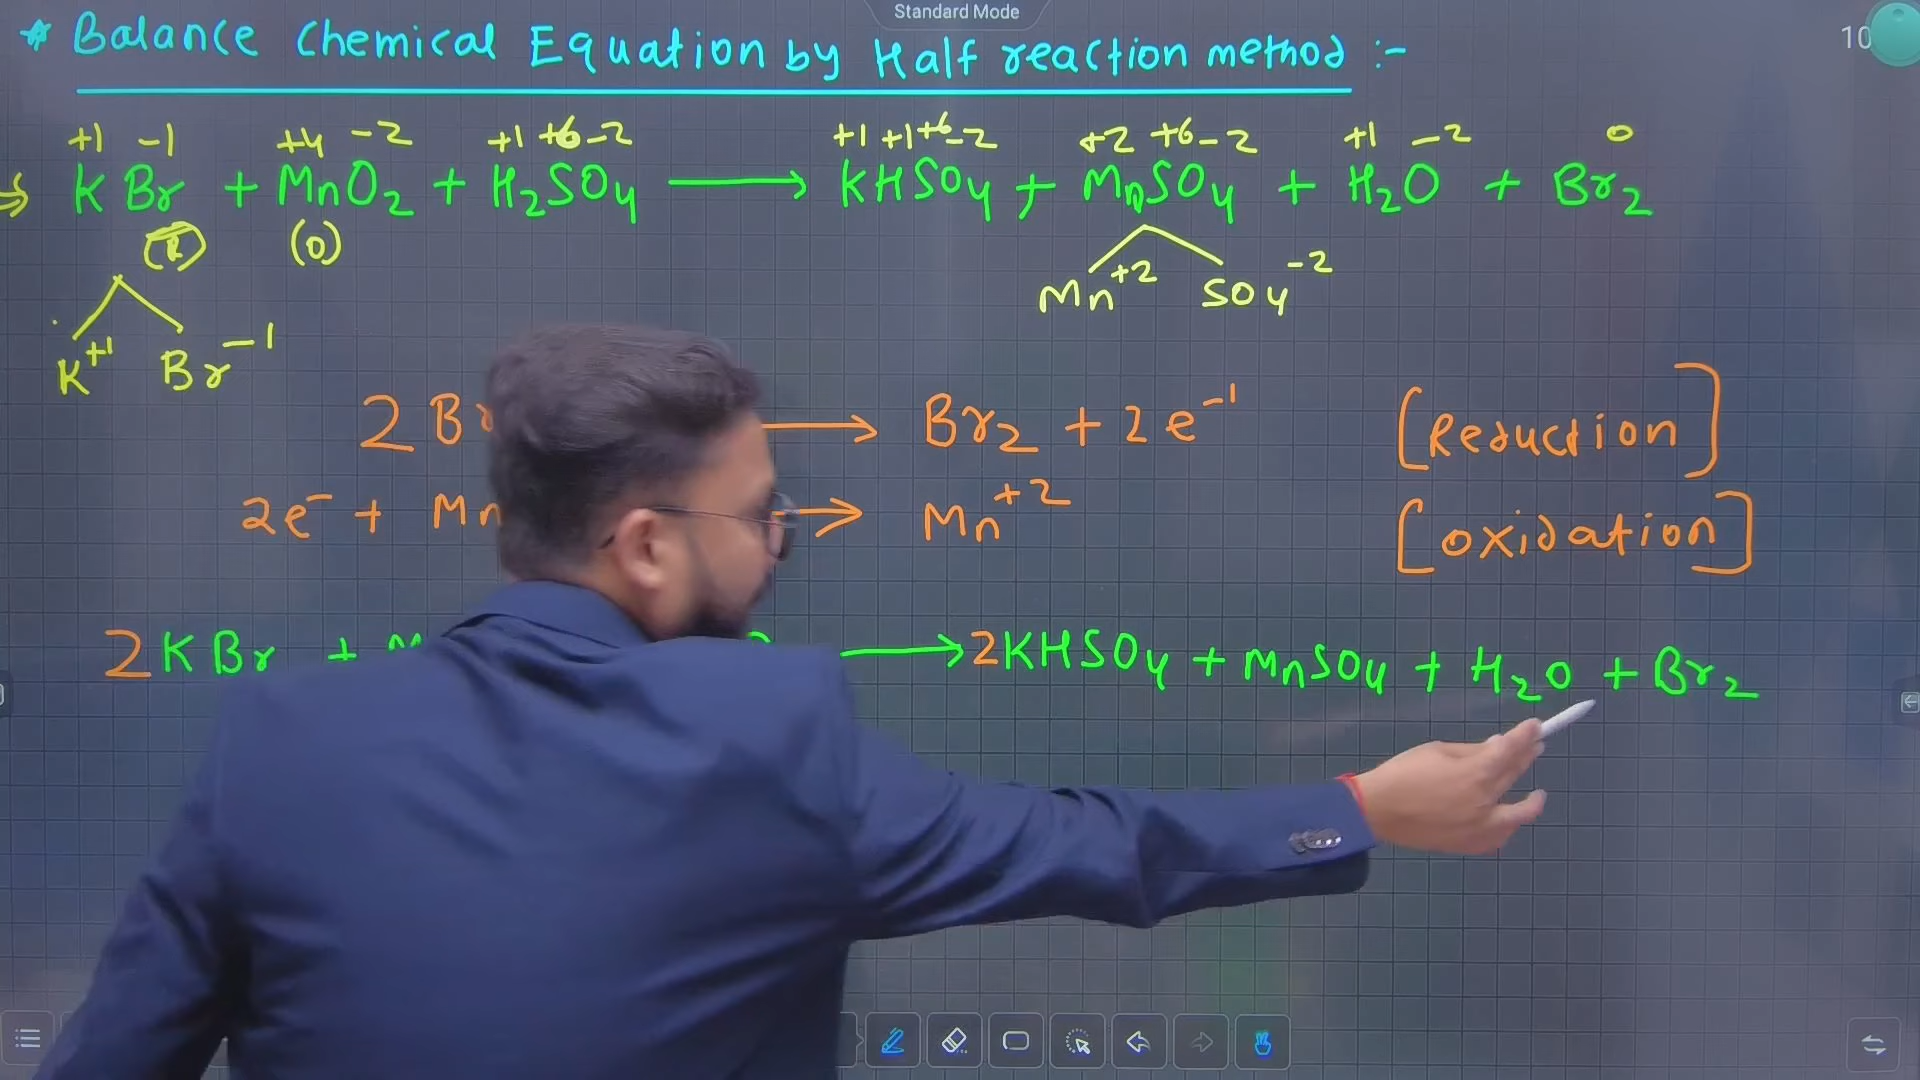 Standard Mode
10
* Balance Chemical Equation by Half reaction method :-
+1 -1 +4 -2 +1 +6 -2 +1 +1 +6 -2 +2 +6 -2 +1 -2 0
⇒ KBr + MnO2 + H2SO4 ⟶ KHSO4 + MnSO4 + H2O + Br2
(R) (O)
Mn+2 SO4-2
K+1 Br-1
2Br ⟶ Br2 + 2e-1 [Reduction]
2e- + Mn ⟶ Mn+2 [Oxidation]
2KBr + ⟶ 2KHSO4 + MnSO4 + H2O + Br2